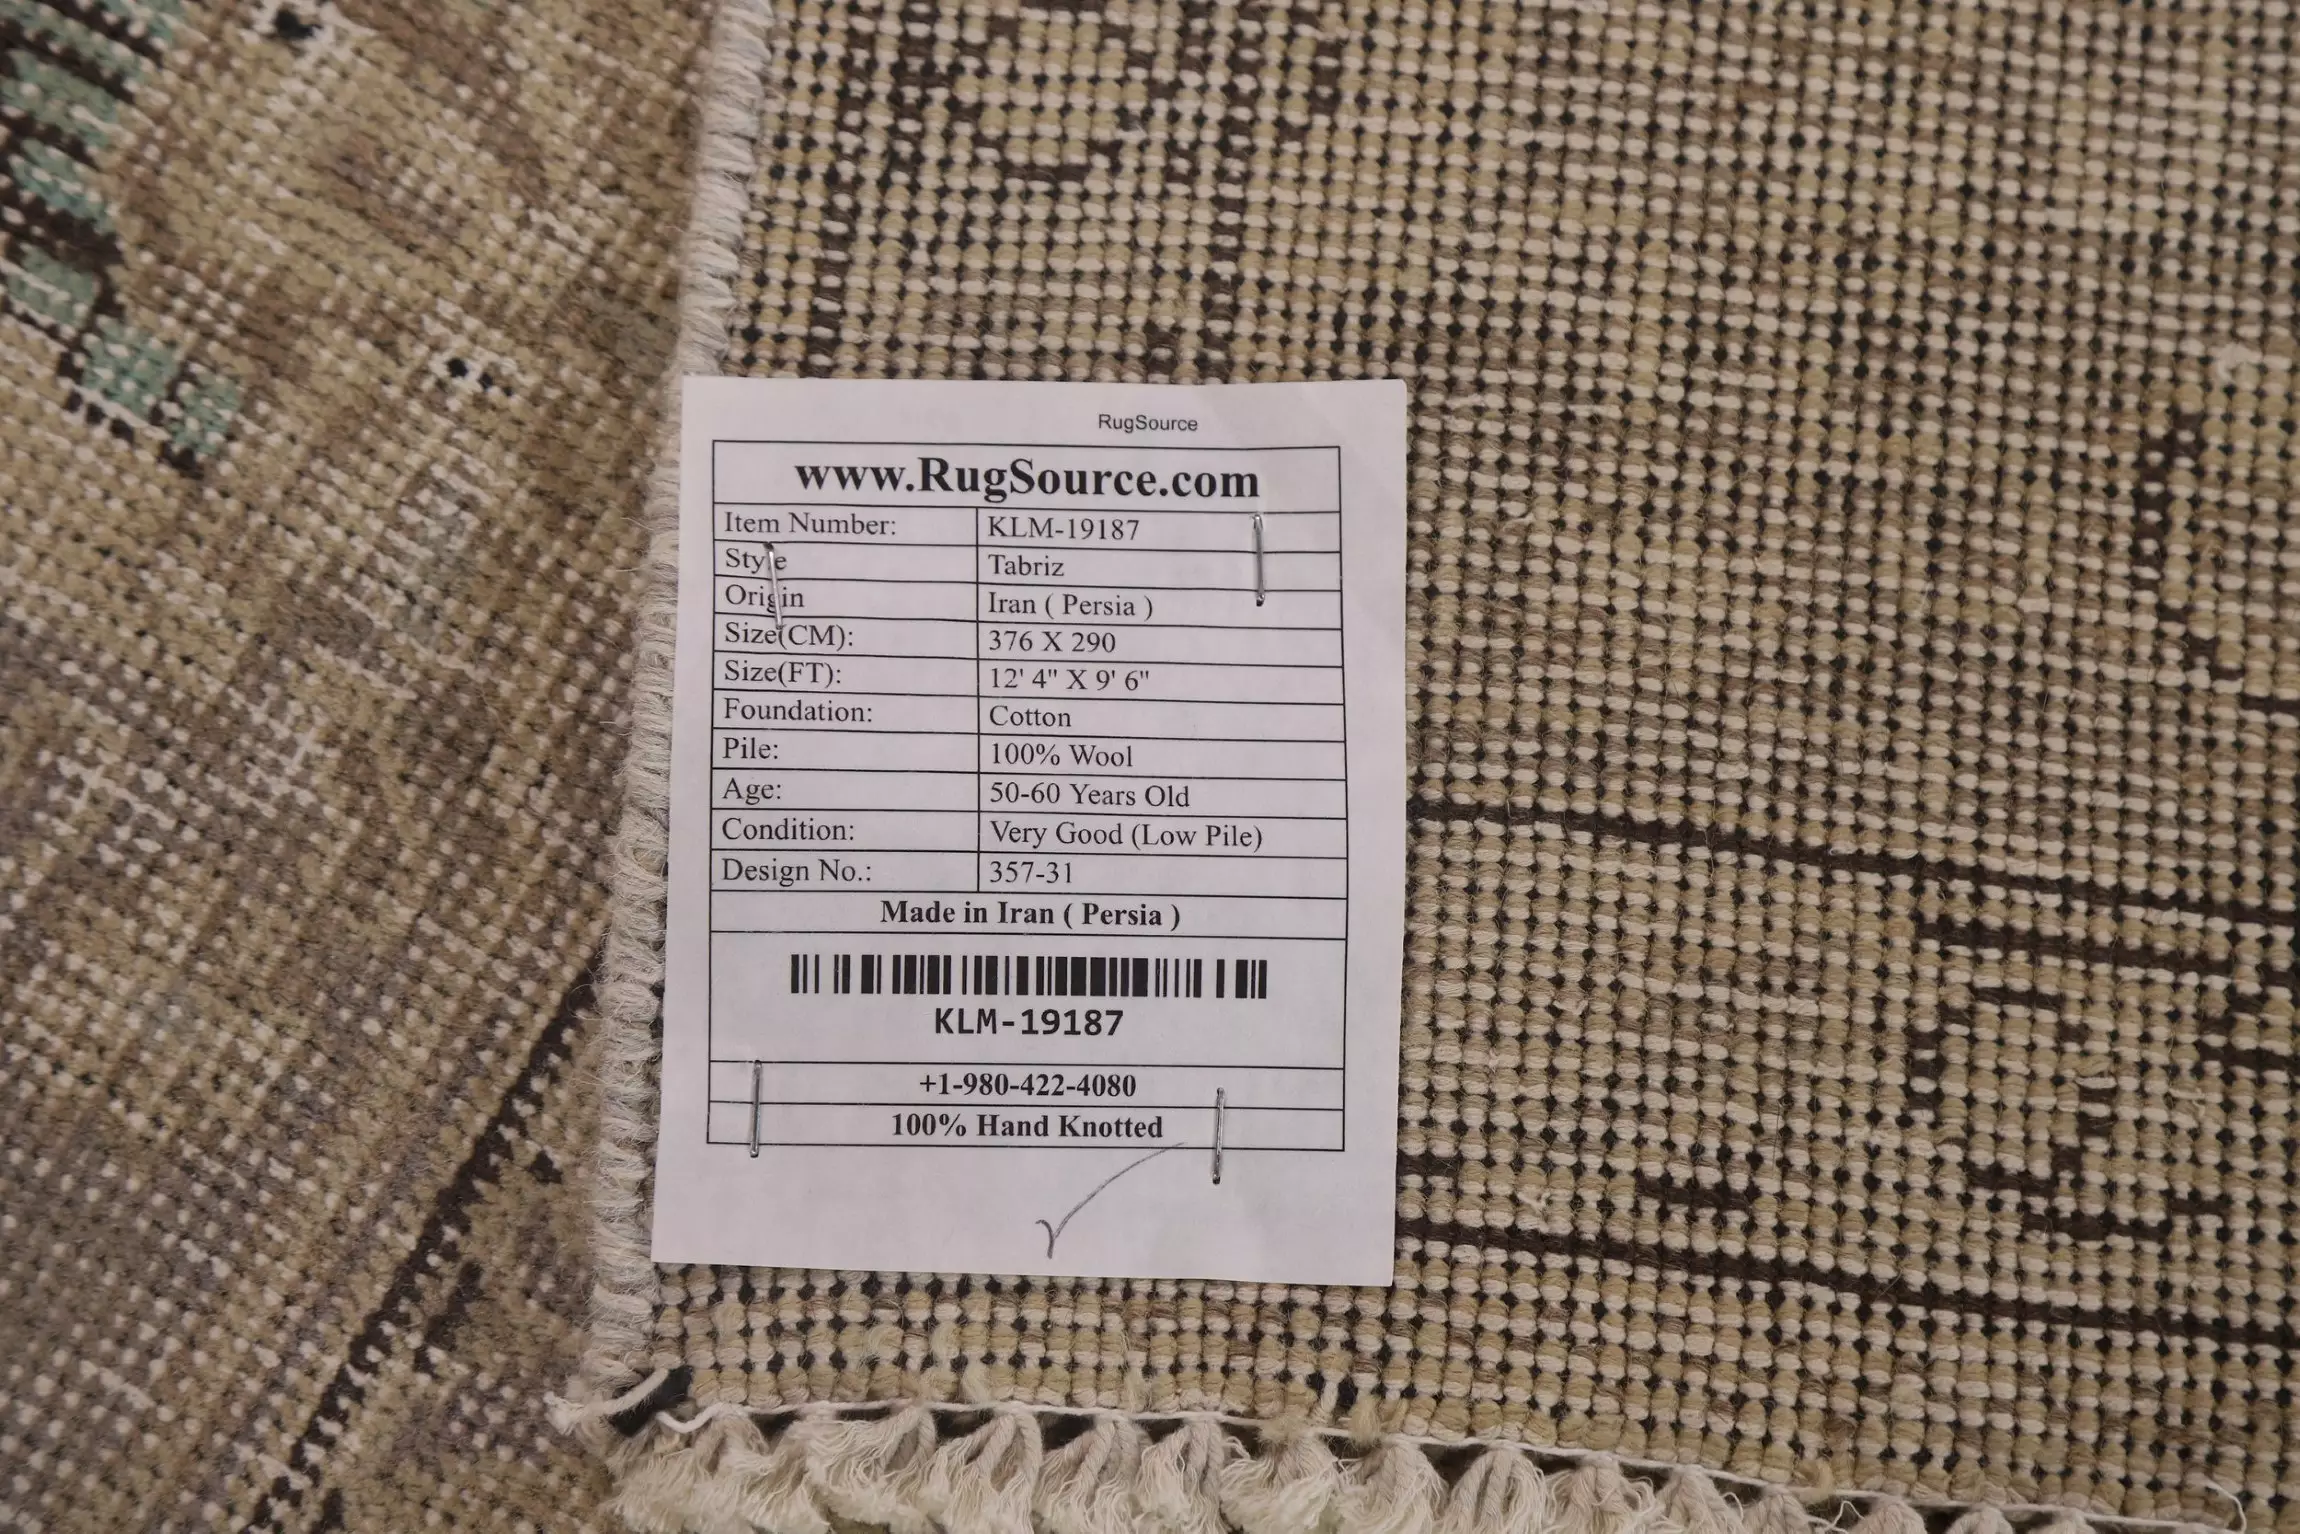 RugSource
www.RugSource.com
Item Number: KLM-19187
Style Tabriz
Origin Iran ( Persia )
Size(CM): 376 X 290
Size(FT): 12' 4" X 9' 6"
Foundation: Cotton
Pile: 100% Wool
Age: 50-60 Years Old
Condition: Very Good (Low Pile)
Design No.: 357-31
Made in Iran ( Persia )
KLM-19187
+1-980-422-4080
100% Hand Knotted